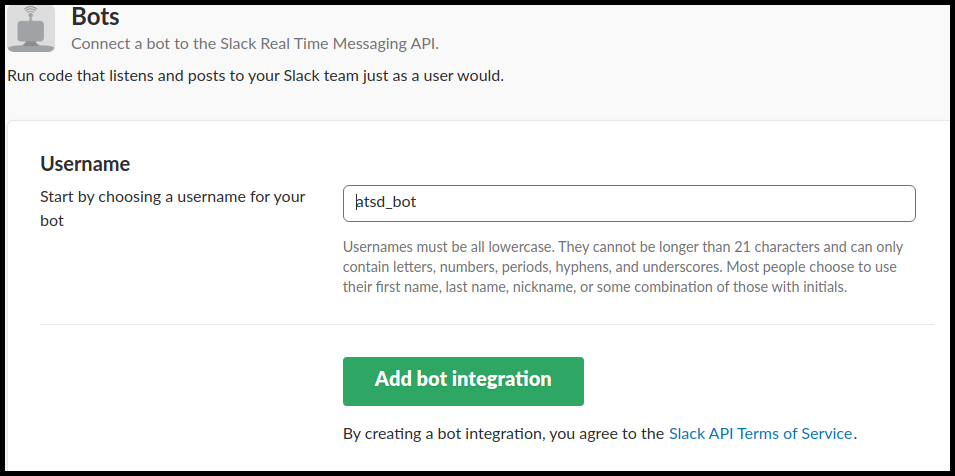 Bots
Connect a bot to the Slack Real Time Messaging API.
Run code that listens and posts to your Slack team just as a user would.
Username
Start by choosing a username for your
bot
atsd_bot
Usernames must be all lowercase. They cannot be longer than 21 characters and can only
contain letters, numbers, periods, hyphens, and underscores. Most people choose to use
their first name, last name, nickname, or some combination of those with initials.
Add bot integration
By creating a bot integration, you agree to the Slack API Terms of Service.